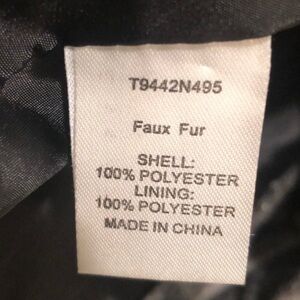 T9442N495
Faux Fur
SHELL:
100% POLYESTER
LINING:
100% POLYESTER
MADE IN CHINA